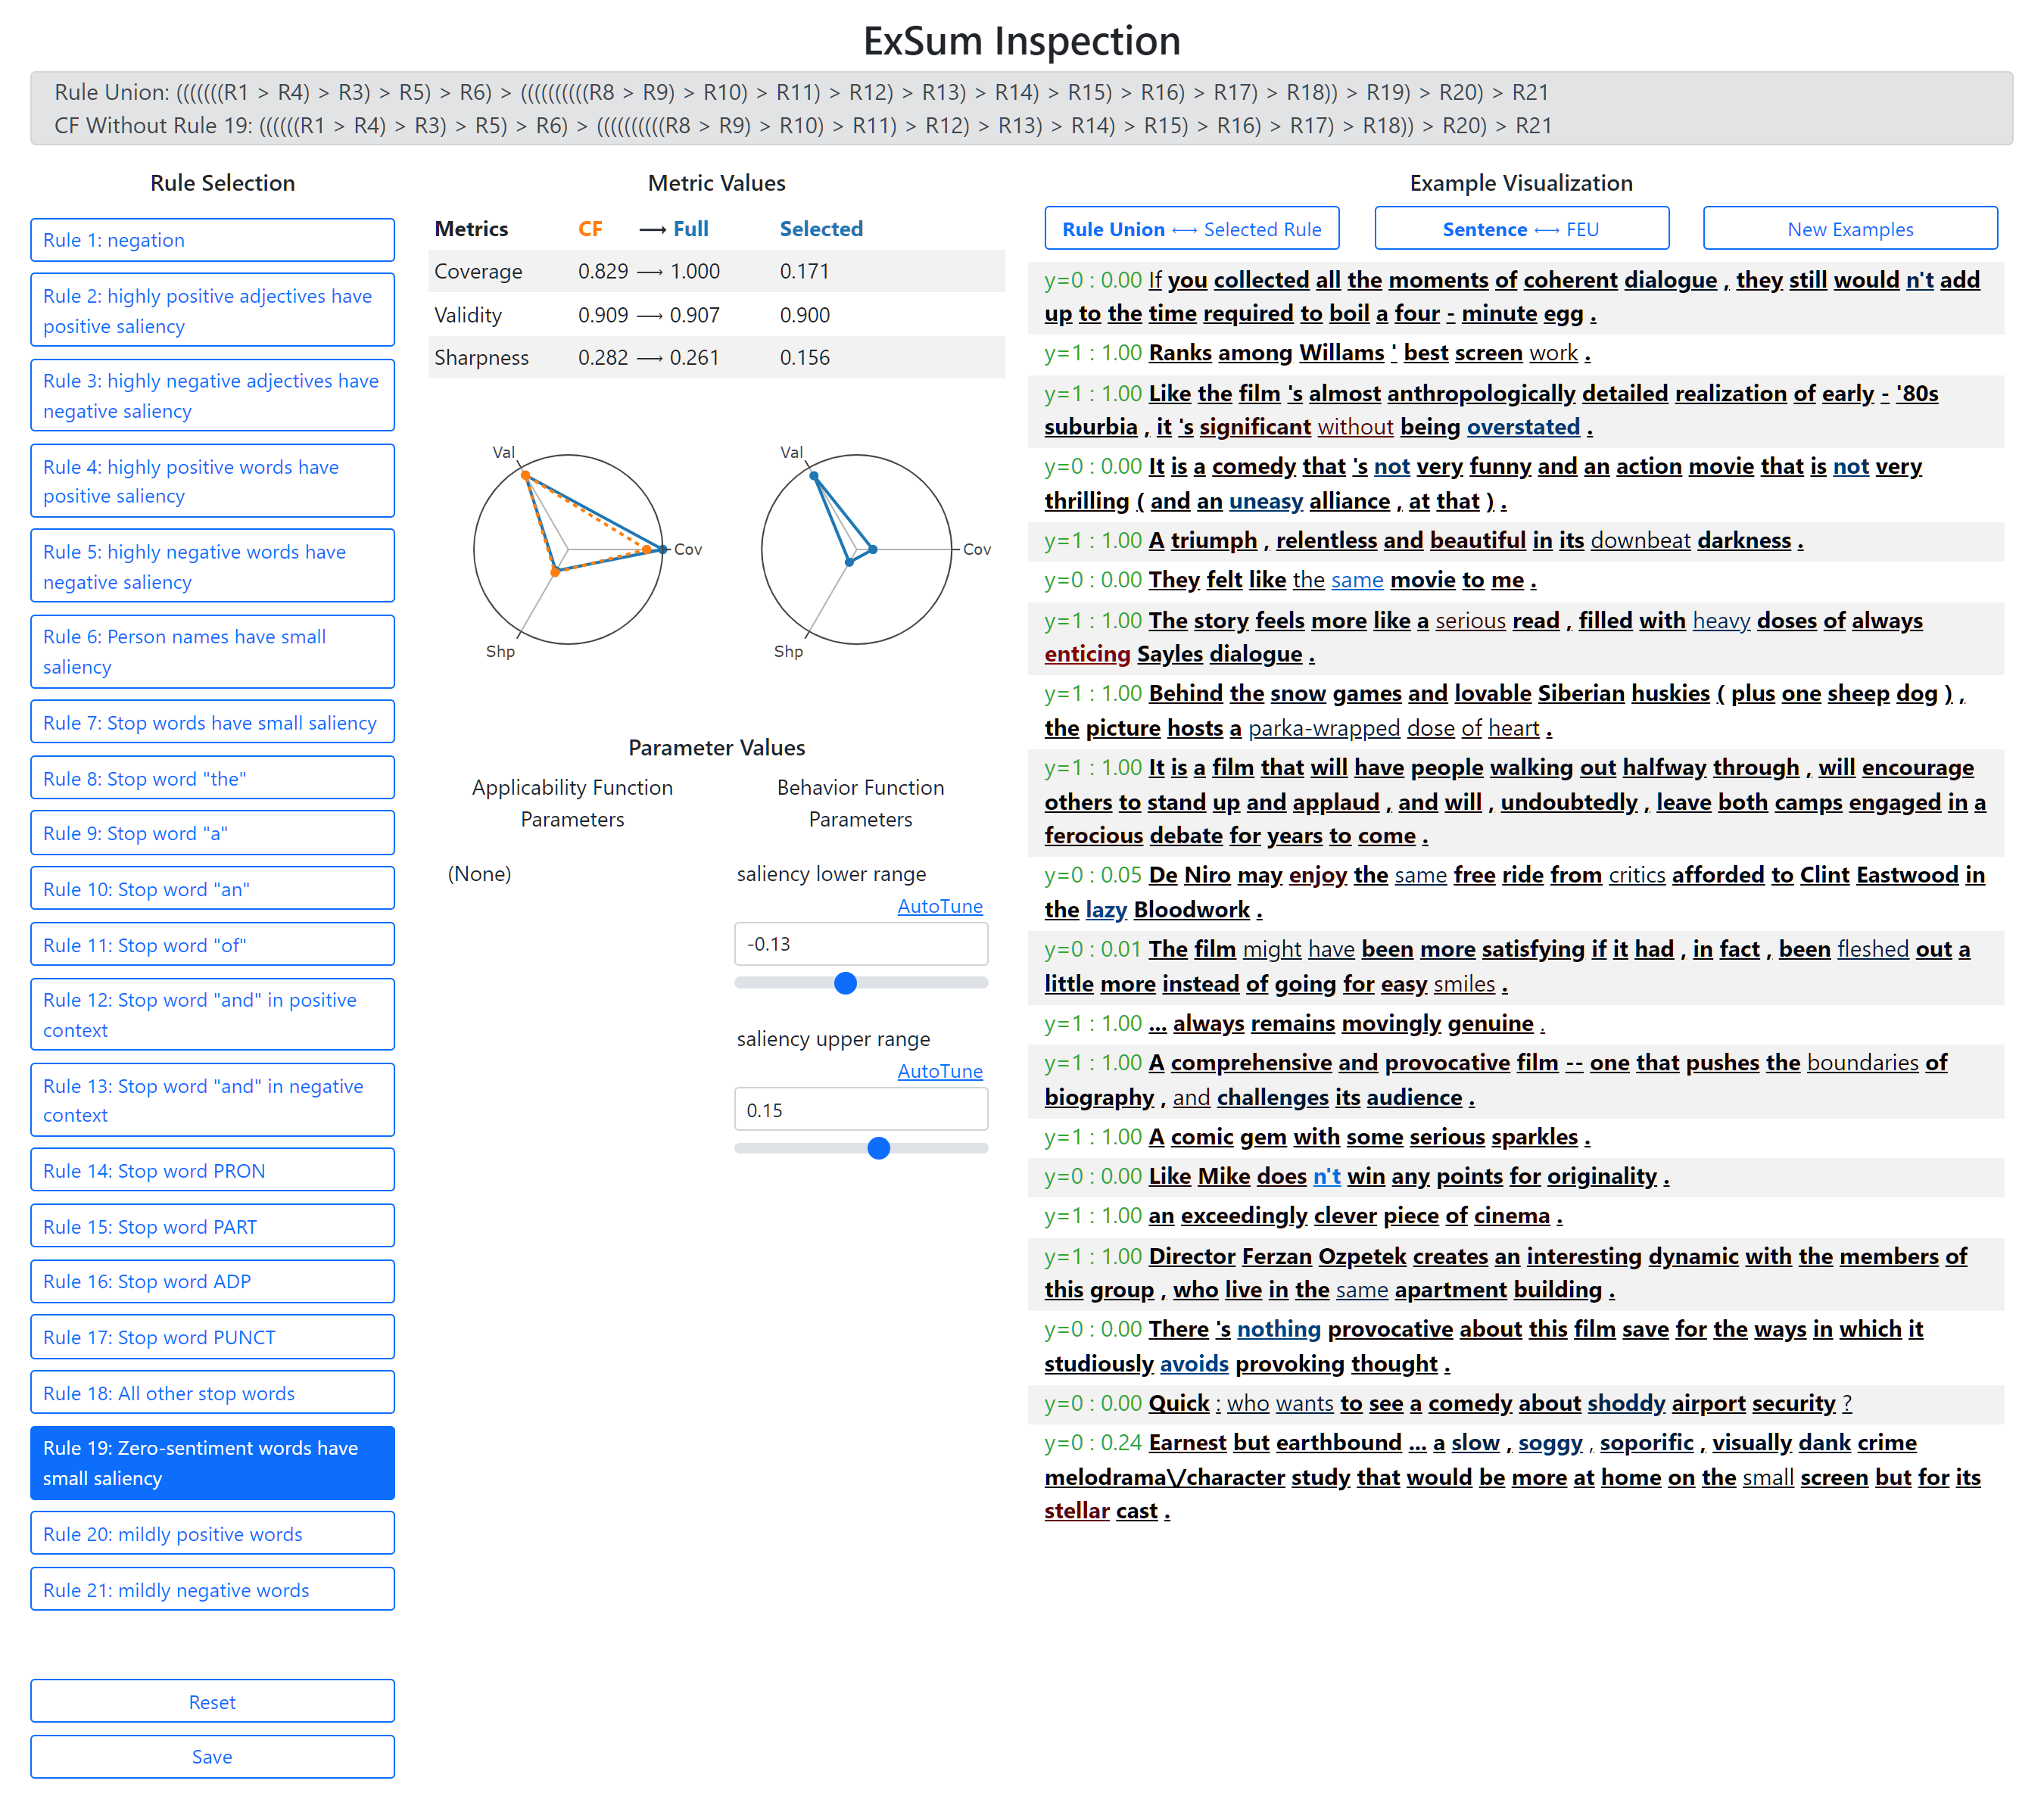 ExSum Inspection
Rule Union: (((((((R1 > R4) > R3) > R5) > R6) > ((((((((((R8 > R9) > R10) > R11) > R12) > R13) > R14) > R15) > R16) > R17) > R18)) > R19) > R20) > R21
CF Without Rule 19: ((((((R1 > R4) > R3) > R5) > R6) > ((((((((((R8 > R9) > R10) > R11) > R12) > R13) > R14) > R15) > R16) > R17) > R18)) > R20) > R21
Rule Selection
Rule 1: negation
Rule 2: highly positive adjectives have
positive saliency
Rule 3: highly negative adjectives have
negative saliency
Rule 4: highly positive words have
positive saliency
Rule 5: highly negative words have
negative saliency
Rule 6: Person names have small
saliency
Rule 7: Stop words have small saliency
Rule 8: Stop word "the"
Rule 9: Stop word "a"
Rule 10: Stop word "an"
Rule 11: Stop word "of"
Rule 12: Stop word "and" in positive
context
Rule 13: Stop word "and" in negative
context
Rule 14: Stop word PRON
Rule 15: Stop word PART
Rule 16: Stop word ADP
Rule 17: Stop word PUNCT
Rule 18: All other stop words
Rule 19: Zero-sentiment words have
small saliency
Rule 20: mildly positive words
Rule 21: mildly negative words
Reset
Save
Metric Values
Metrics CF ⟶ Full Selected
Coverage 0.829 ⟶ 1.000 0.171
Validity 0.909 ⟶ 0.907 0.900
Sharpness 0.282 ⟶ 0.261 0.156
Val
Cov
Shp
Val
Cov
Shp
Parameter Values
Applicability Function
Parameters
(None)
Behavior Function
Parameters
saliency lower range
AutoTune
-0.13
saliency upper range
AutoTune
0.15
Example Visualization
Rule Union ⟷ Selected Rule
Sentence ⟷ FEU
New Examples
y=0 : 0.00 If you collected all the moments of coherent dialogue , they still would n't add
up to the time required to boil a four - minute egg .
y=1 : 1.00 Ranks among Willams ' best screen work .
y=1 : 1.00 Like the film 's almost anthropologically detailed realization of early - '80s
suburbia , it 's significant without being overstated .
y=0 : 0.00 It is a comedy that 's not very funny and an action movie that is not very
thrilling ( and an uneasy alliance , at that ) .
y=1 : 1.00 A triumph , relentless and beautiful in its downbeat darkness .
y=0 : 0.00 They felt like the same movie to me .
y=1 : 1.00 The story feels more like a serious read , filled with heavy doses of always
enticing Sayles dialogue .
y=1 : 1.00 Behind the snow games and lovable Siberian huskies ( plus one sheep dog ) ,
the picture hosts a parka-wrapped dose of heart .
y=1 : 1.00 It is a film that will have people walking out halfway through , will encourage
others to stand up and applaud , and will , undoubtedly , leave both camps engaged in a
ferocious debate for years to come .
y=0 : 0.05 De Niro may enjoy the same free ride from critics afforded to Clint Eastwood in
the lazy Bloodwork .
y=0 : 0.01 The film might have been more satisfying if it had , in fact , been fleshed out a
little more instead of going for easy smiles .
y=1 : 1.00 ... always remains movingly genuine .
y=1 : 1.00 A comprehensive and provocative film -- one that pushes the boundaries of
biography , and challenges its audience .
y=1 : 1.00 A comic gem with some serious sparkles .
y=0 : 0.00 Like Mike does n't win any points for originality .
y=1 : 1.00 an exceedingly clever piece of cinema .
y=1 : 1.00 Director Ferzan Ozpetek creates an interesting dynamic with the members of
this group , who live in the same apartment building .
y=0 : 0.00 There 's nothing provocative about this film save for the ways in which it
studiously avoids provoking thought .
y=0 : 0.00 Quick : who wants to see a comedy about shoddy airport security ?
y=0 : 0.24 Earnest but earthbound ... a slow , soggy , soporific , visually dank crime
melodrama\/character study that would be more at home on the small screen but for its
stellar cast .